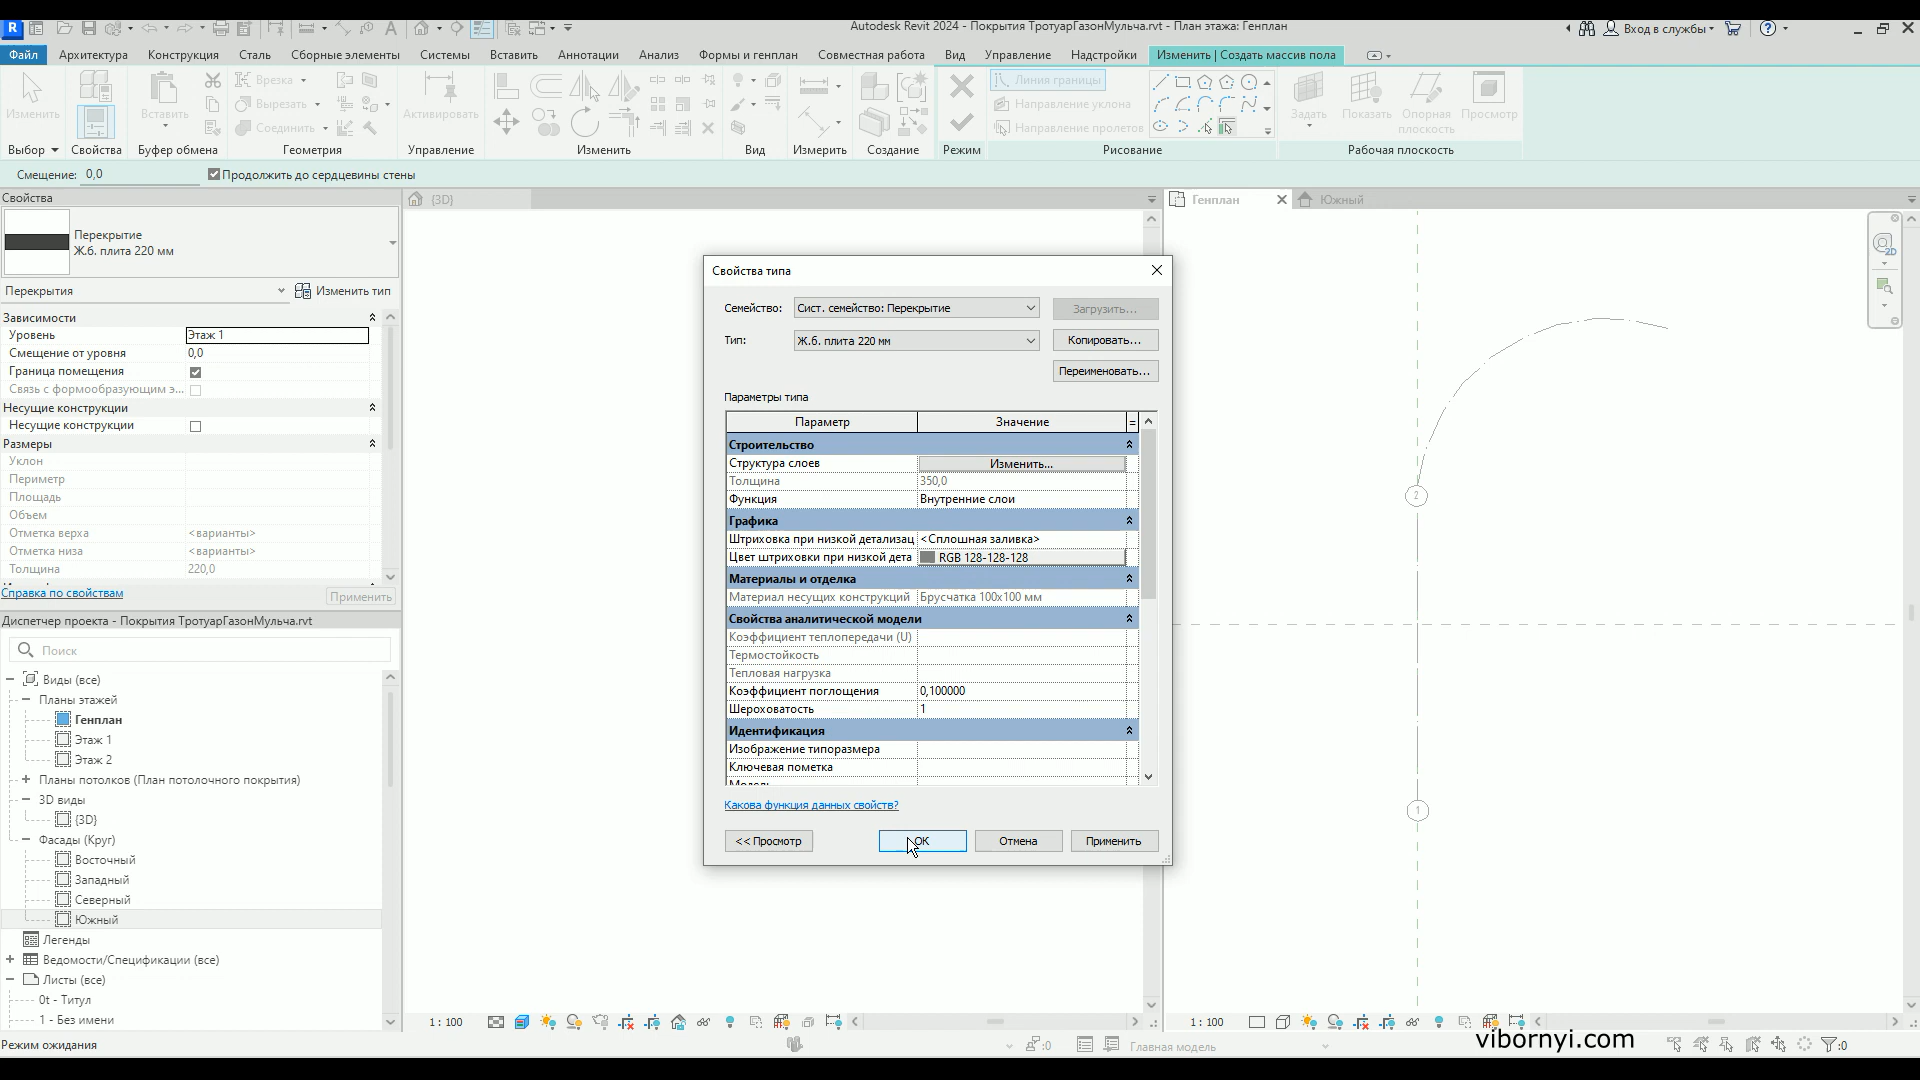 R
Autodesk Revit 2024 - Покрытия ТротуарГазонМульча.rvt - План этажа: Генплан
Вход в службы
Файл Архитектура Конструкция Сталь Сборные элементы Системы Вставить Аннотации Анализ Формы и генплан Совместная работа Вид Управление Надстройки Изменить | Создать массив пола
Изменить Вставить Врезка Вырезать Соединить Активировать Линия границы Направление уклона Направление пролетов Задать Показать Опорная плоскость Просмотр
Выбор Свойства Буфер обмена Геометрия Управление Изменить Вид Измерить Создание Режим Рисование Рабочая плоскость
Смещение: 0,0 Продолжить до сердцевины стены
Свойства
{3D}
Генплан
Южный
2D
Перекрытие
Ж.б. плита 220 мм
Перекрытия Изменить тип
Зависимости
Уровень Этаж 1
Смещение от уровня 0,0
Граница помещения
Связь с формообразующим э...
Несущие конструкции
Несущие конструкции
Размеры
Уклон
Периметр
Площадь
Объем
Отметка верха <варианты>
Отметка низа <варианты>
Толщина 220,0
Справка по свойствам Применить
Диспетчер проекта - Покрытия ТротуарГазонМульча.rvt
Поиск
Виды (все)
Планы этажей
Генплан
Этаж 1
Этаж 2
Планы потолков (План потолочного покрытия)
3D виды
{3D}
Фасады (Круг)
Восточный
Западный
Северный
Южный
Легенды
Ведомости/Спецификации (все)
Листы (все)
0t - Титул
1 - Без имени
Режим ожидания
Свойства типа
Семейство: Сист. семейство: Перекрытие Загрузить...
Тип: Ж.б. плита 220 мм Копировать...
Переименовать...
Параметры типа
Параметр Значение =
Строительство
Структура слоев Изменить...
Толщина 350,0
Функция Внутренние слои
Графика
Штриховка при низкой детализац <Сплошная заливка>
Цвет штриховки при низкой дета RGB 128-128-128
Материалы и отделка
Материал несущих конструкций Брусчатка 100х100 мм
Свойства аналитической модели
Коэффициент теплопередачи (U)
Термостойкость
Тепловая нагрузка
Коэффициент поглощения 0,100000
Шероховатость 1
Идентификация
Изображение типоразмера
Ключевая пометка
Модель
Какова функция данных свойств?
<< Просмотр OK Отмена Применить
2
1
1 : 100
1 : 100
:0
Главная модель
:0
vibornyi.com